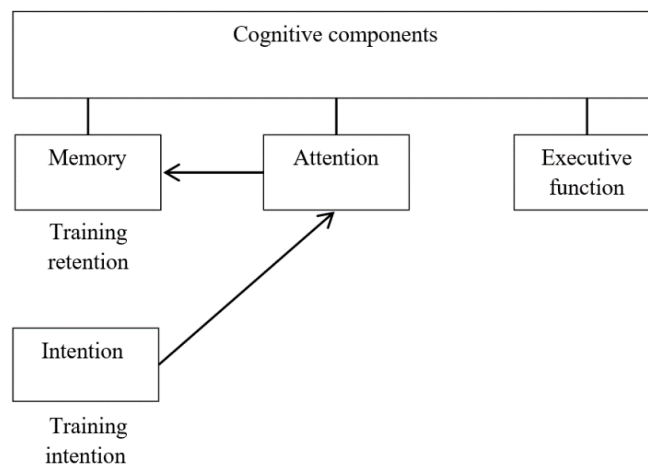 Cognitive components
Memory
Attention
Executive
function
Training
retention
Intention
Training
intention